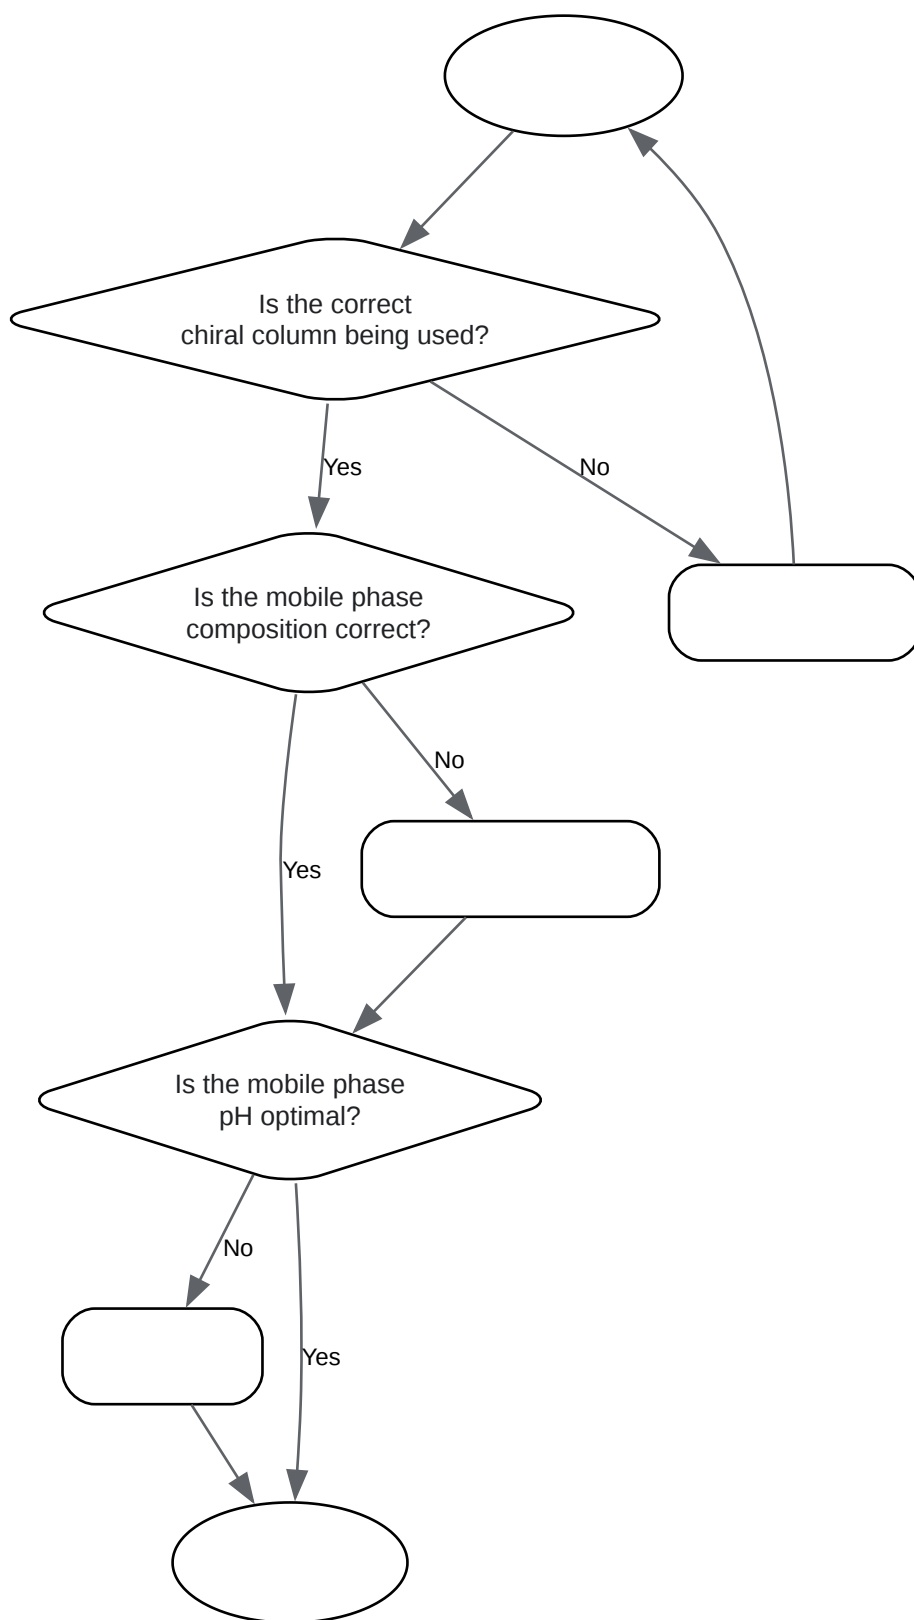 Is the correct
chiral column being used?
Yes
No
Is the mobile phase
composition correct?
No
Yes
Is the mobile phase
pH optimal?
No
Yes